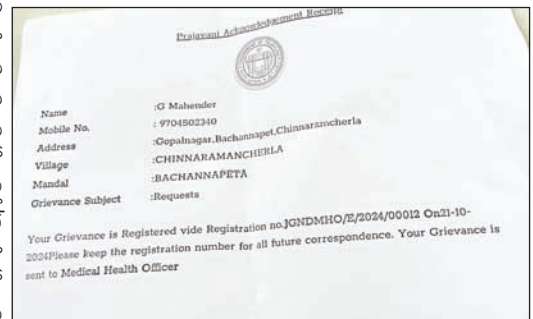 Prajavani Acknowledgement Receipt
Name :G Mahender
Mobile No. : 9704502340
Address :Gopalnagar,Bachannapet,Chinnaramcherla
Village :CHINNARAMANCHERLA
Mandal :BACHANNAPETA
Grievance Subject :Requests
Your Grievance is Registered vide Registration no.JGNDMHO/E/2024/00012 On21-10-
2024Please keep the registration number for all future correspondence. Your Grievance is
sent to Medical Health Officer